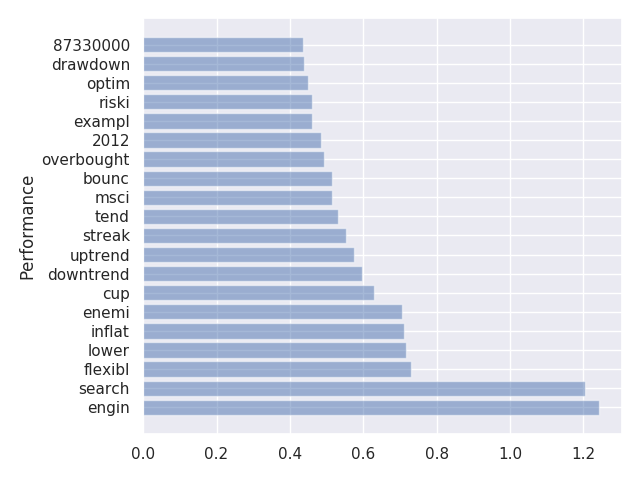 87330000
drawdown
optim
riski
exampl
2012
overbought
bounc
msci
tend
streak
uptrend
downtrend
cup
enemi
inflat
lower
flexibl
search
engin
Performance
0.0 0.2 0.4 0.6 0.8 1.0 1.2